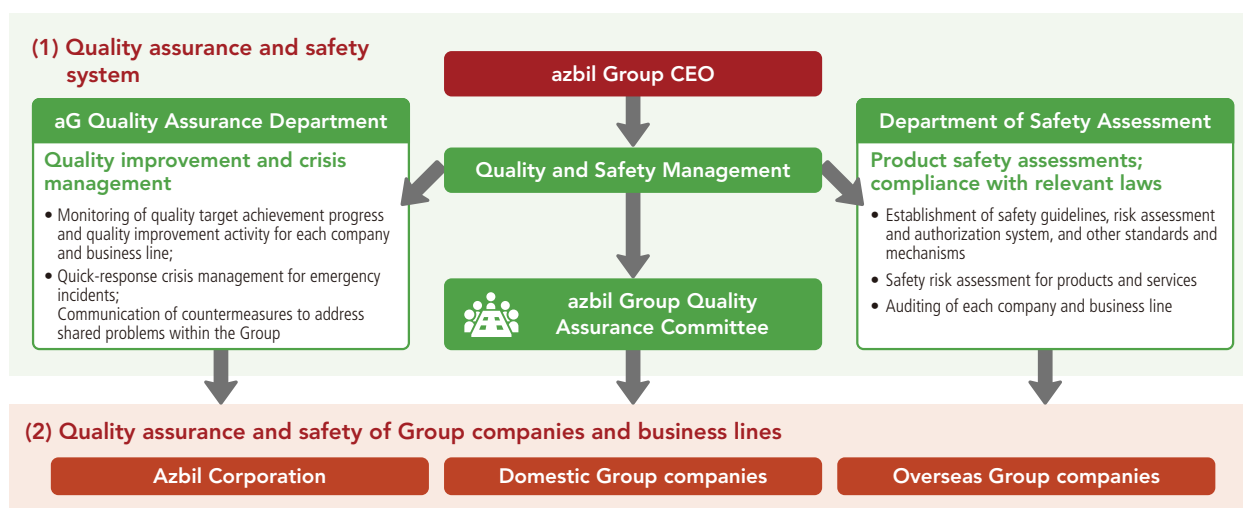 (1) Quality assurance and safety
system
azbil Group CEO
aG Quality Assurance Department
Quality improvement and crisis
management
• Monitoring of quality target achievement progress
and quality improvement activity for each company
and business line;
• Quick-response crisis management for emergency
incidents;
Communication of countermeasures to address
shared problems within the Group
Quality and Safety Management
azbil Group Quality
Assurance Committee
Department of Safety Assessment
Product safety assessments;
compliance with relevant laws
• Establishment of safety guidelines, risk assessment
and authorization system, and other standards and
mechanisms
• Safety risk assessment for products and services
• Auditing of each company and business line
(2) Quality assurance and safety of Group companies and business lines
Azbil Corporation
Domestic Group companies
Overseas Group companies